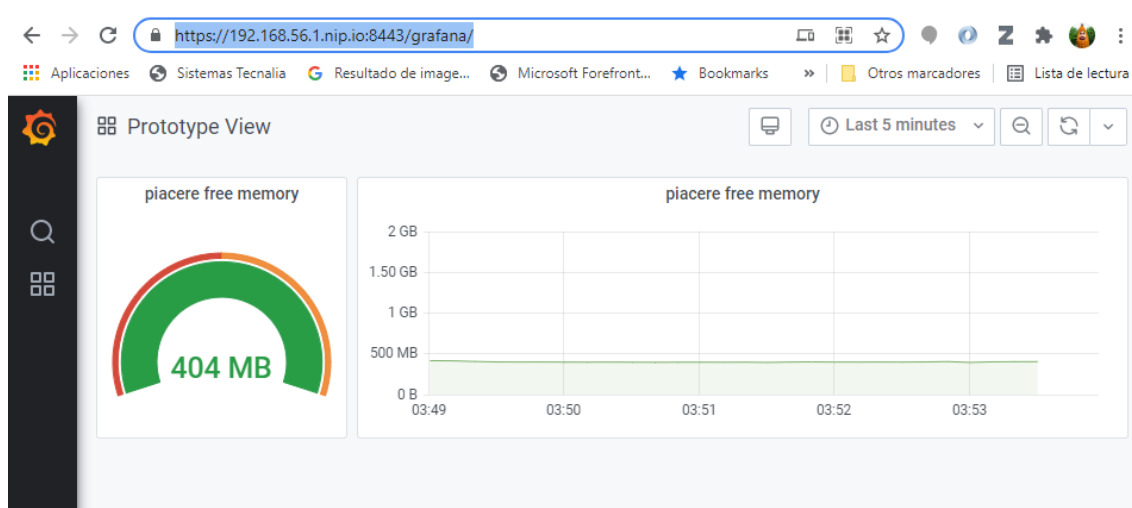 https://192.168.56.1.nip.io:8443/grafana/
Aplicaciones Sistemas Tecnalia Resultado de image... Microsoft Forefront... Bookmarks » Otros marcadores Lista de lectura
Prototype View Last 5 minutes
piacere free memory
404 MB
piacere free memory
2 GB
1.50 GB
1 GB
500 MB
0 B
03:49 03:50 03:51 03:52 03:53